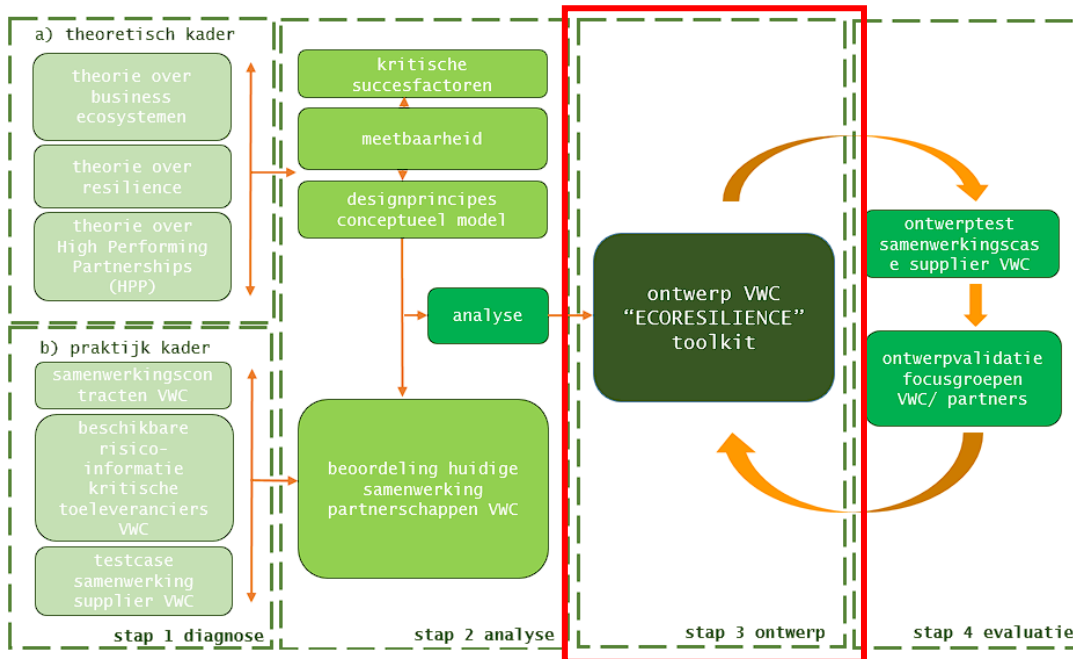 a) theoretisch kader
theorie over
business
ecosystemen
theorie over
resilience
theorie over
High Performing
Partnerships
(HPP)
b) praktijk kader
samenwerkingscon
tracten VWC
beschikbare
risico-
informatie
kritische
toeleveranciers
VWC
testcase
samenwerking
supplier VWC
stap 1 diagnose
kritische
succesfactoren
meetbaarheid
designprincipes
conceptueel model
analyse
beoordeling huidige
samenwerking
partnerschappen VWC
stap 2 analyse
ontwerp VWC
“ECORESILIENCE”
toolkit
stap 3 ontwerp
ontwerptest
samenwerkingscas
e supplier VWC
ontwerpvalidatie
focusgroepen
VWC/ partners
stap 4 evaluatie